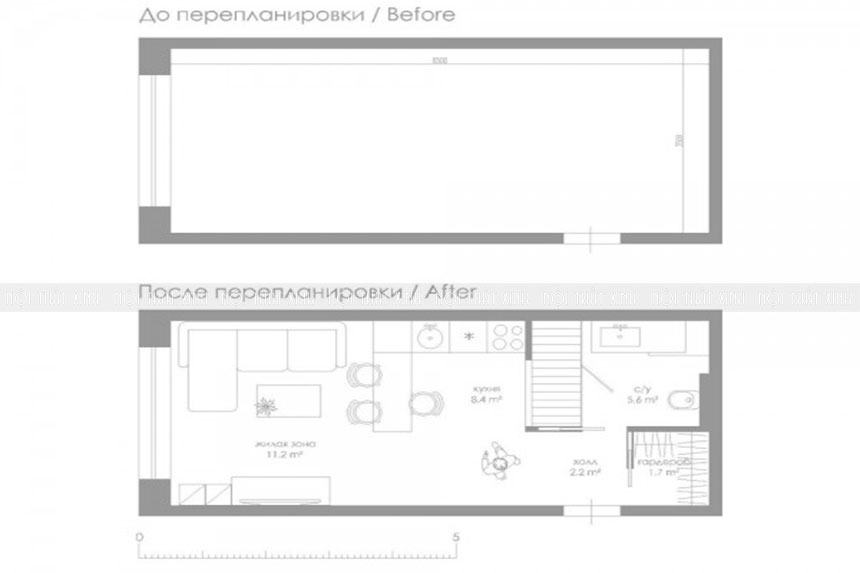 До перепланировки / Before
8500
После перепланировки / After
кухня
8.4 m²
с/у
5.6 m²
жилая зона
11.2 m²
холл
2.2 m²
гардероб
1.7 m²
0
5